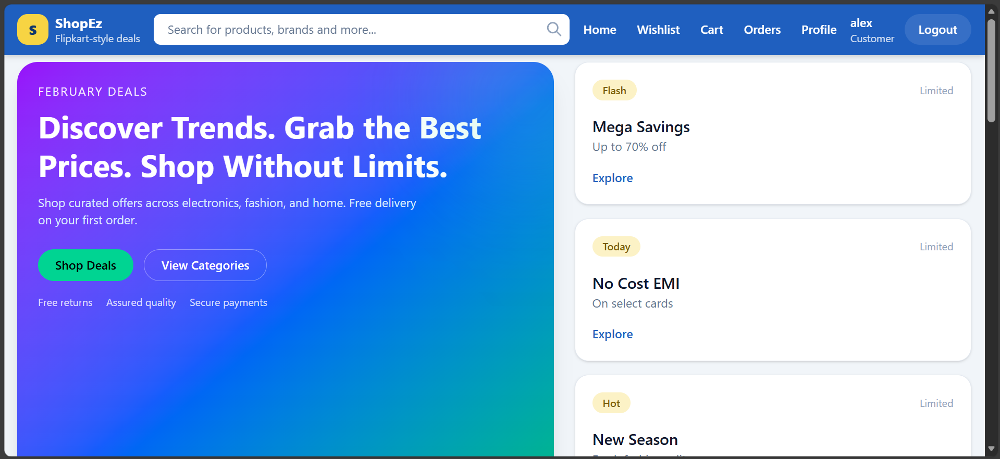 S
ShopEz
Flipkart-style deals
Search for products, brands and more...
Home
Wishlist
Cart
Orders
Profile
alex
Customer
Logout
FEBRUARY DEALS
Discover Trends. Grab the Best
Prices. Shop Without Limits.
Shop curated offers across electronics, fashion, and home. Free delivery
on your first order.
Shop Deals
View Categories
Free returns
Assured quality
Secure payments
Flash
Limited
Mega Savings
Up to 70% off
Explore
Today
Limited
No Cost EMI
On select cards
Explore
Hot
Limited
New Season